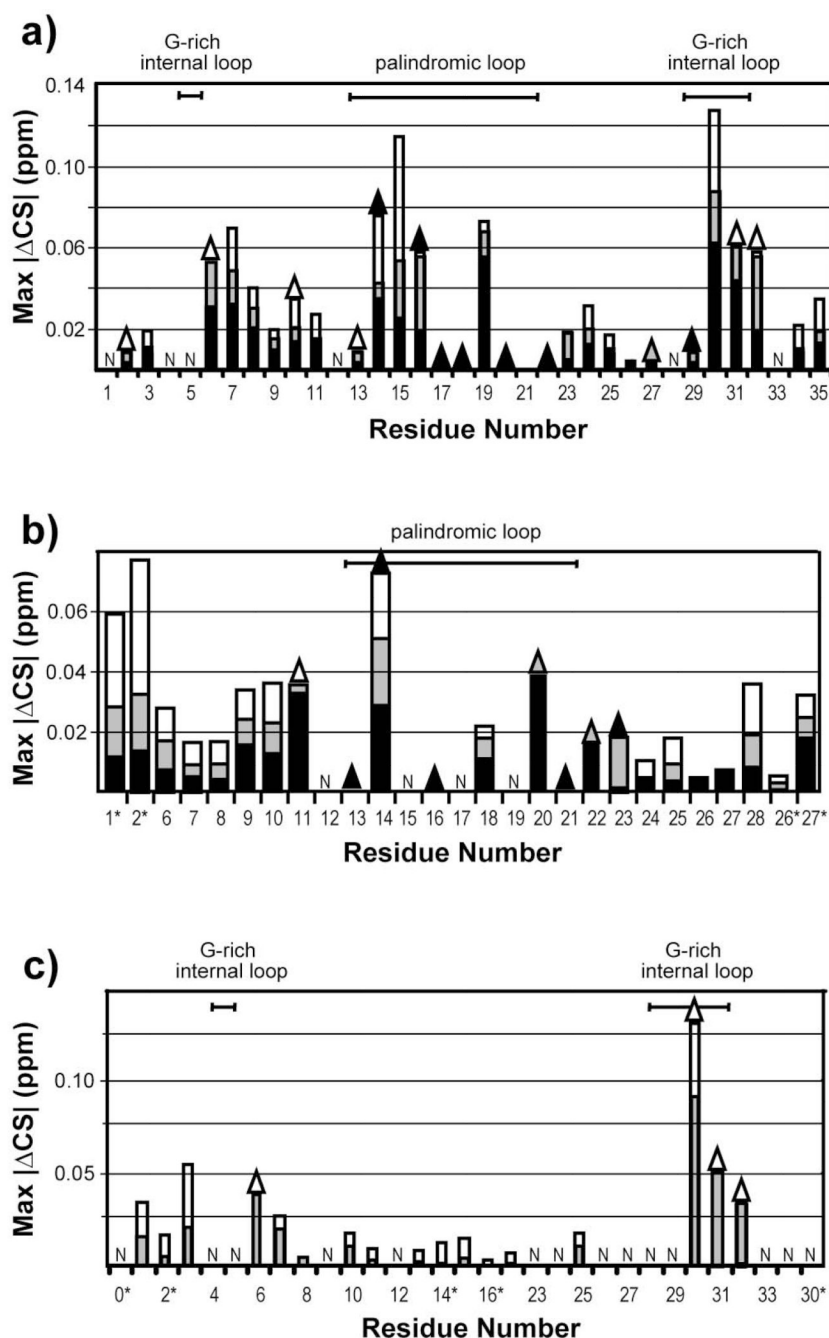 a)
G-rich
internal loop
palindromic loop
G-rich
internal loop
Max |ΔCS| (ppm)
0.14
0.10
0.06
0.02
N N N N N N
1 3 5 7 9 11 13 15 17 19 21 23 25 27 29 31 33 35
Residue Number
b)
palindromic loop
Max |ΔCS| (ppm)
0.06
0.04
0.02
N N N N
1* 2* 6 7 8 9 10 11 12 13 14 15 16 17 18 19 20 21 22 23 24 25 26 27 28 26* 27*
Residue Number
c)
G-rich
internal loop
G-rich
internal loop
Max |ΔCS| (ppm)
0.10
0.05
N N N N N N N N N N N N N N
0* 2* 4 6 8 10 12 14* 16* 23 25 27 29 31 33 30*
Residue Number